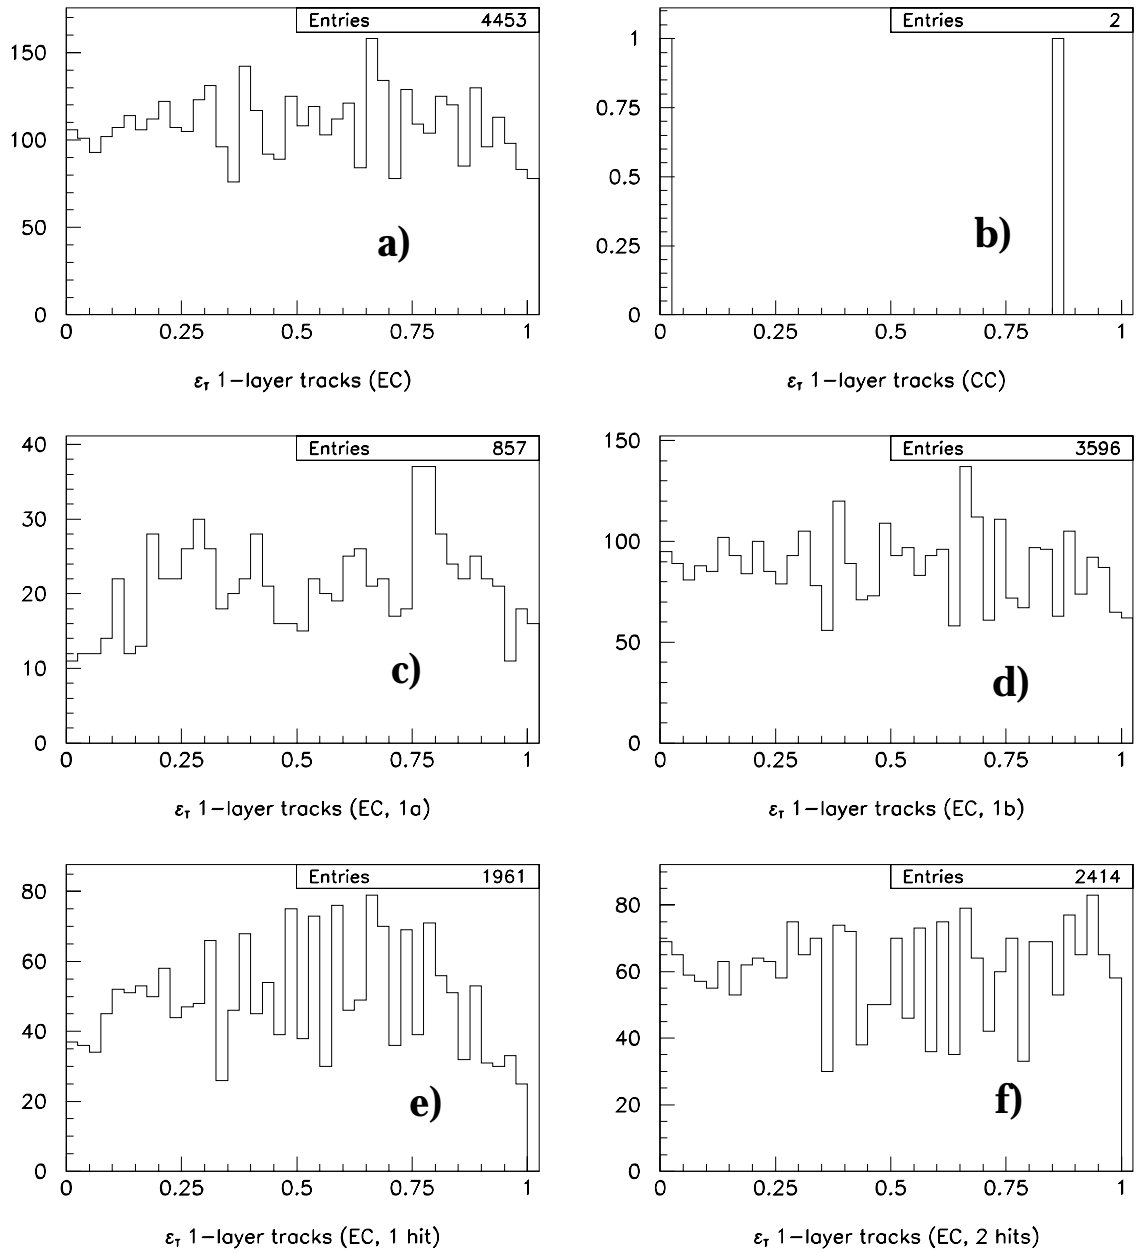 Entries 4453
150
100
50
0
0 0.25 0.5 0.75 1
a)
εT 1-layer tracks (EC)
Entries 2
1
0.75
0.5
0.25
0
0 0.25 0.5 0.75 1
b)
εT 1-layer tracks (CC)
Entries 857
40
30
20
10
0
0 0.25 0.5 0.75 1
c)
εT 1-layer tracks (EC, 1a)
Entries 3596
150
100
50
0
0 0.25 0.5 0.75 1
d)
εT 1-layer tracks (EC, 1b)
Entries 1961
80
60
40
20
0
0 0.25 0.5 0.75 1
e)
εT 1-layer tracks (EC, 1 hit)
Entries 2414
80
60
40
20
0
0 0.25 0.5 0.75 1
f)
εT 1-layer tracks (EC, 2 hits)